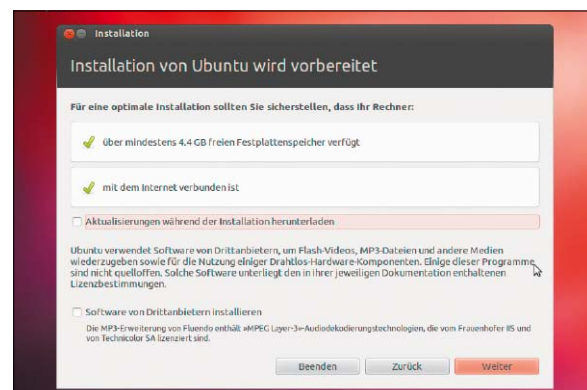 Installation
Installation von Ubuntu wird vorbereitet
Für eine optimale Installation sollten Sie sicherstellen, dass Ihr Rechner:
über mindestens 4.4 GB freien Festplattenspeicher verfügt
mit dem Internet verbunden ist
Aktualisierungen während der Installation herunterladen
Ubuntu verwendet Software von Drittanbietern, um Flash-Videos, MP3-Dateien und andere Medien
wiederzugeben sowie für die Nutzung einiger Drahtlos-Hardware-Komponenten. Einige dieser Programme
sind nicht quelloffen. Solche Software unterliegt den in ihrer jeweiligen Dokumentation enthaltenen
Lizenzbestimmungen.
Software von Drittanbietern installieren
Die MP3-Erweiterung von Fluendo enthält »MPEG Layer-3«-Audiodekodierungstechnologien, die von Frauenhofer IIS und
von Technicolor SA lizenziert sind.
Beenden Zurück Weiter